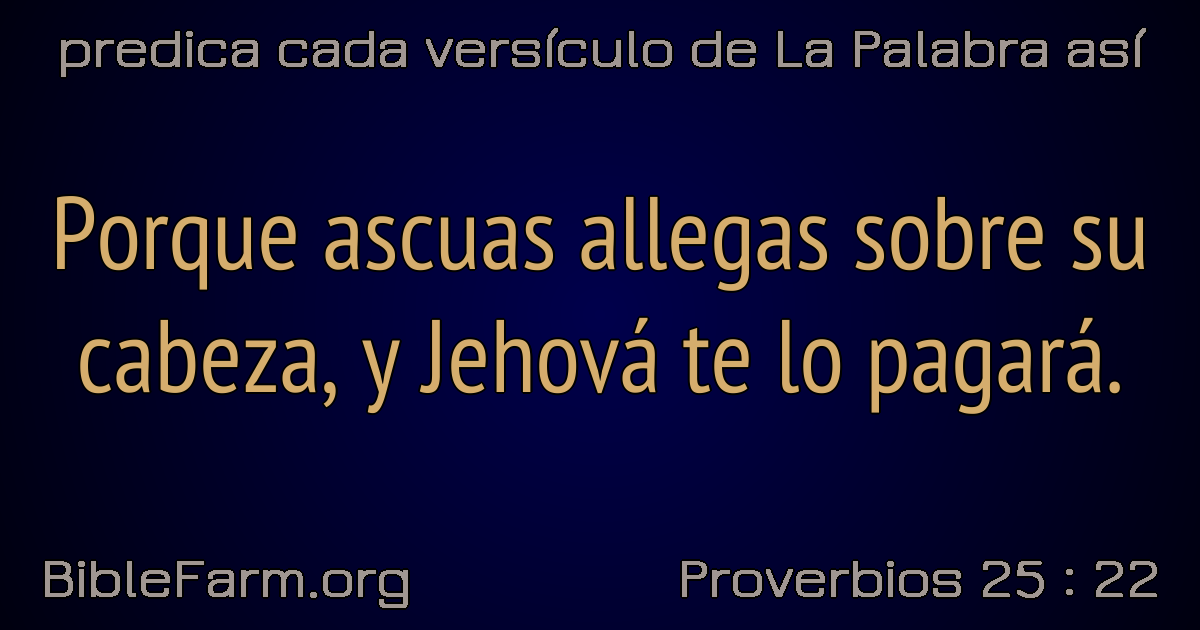 predica cada versículo de La Palabra así
Porque ascuas allegas sobre su
cabeza, y Jehová te lo pagará.
BibleFarm.org
Proverbios 25 : 22